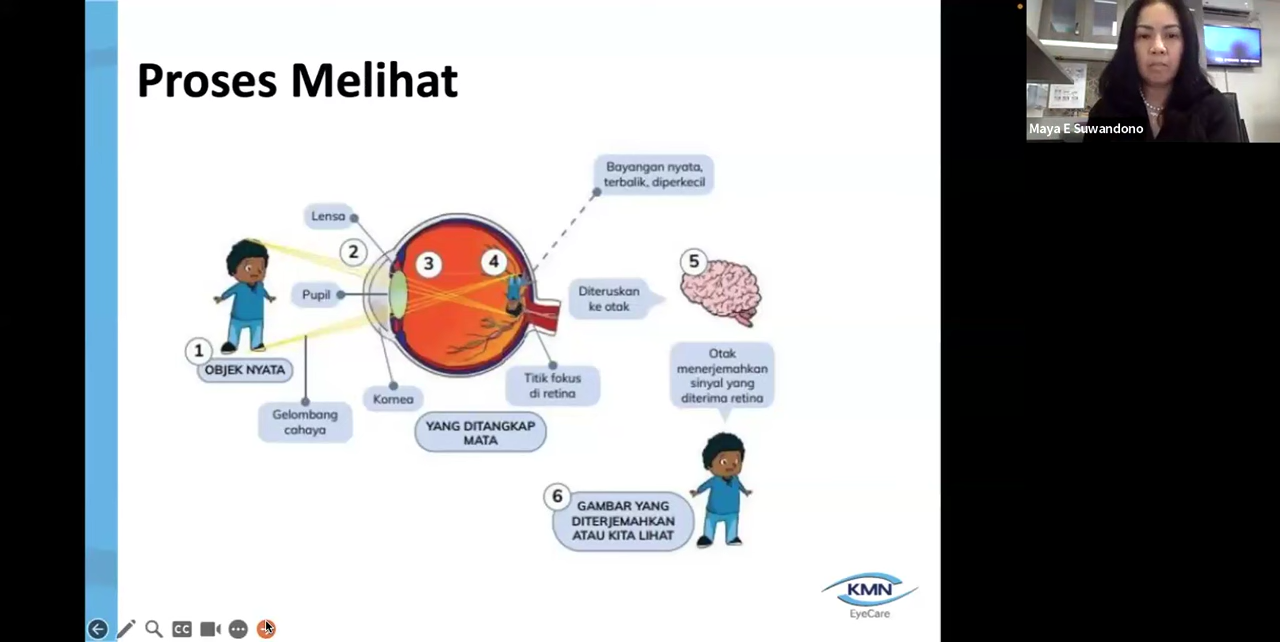 Proses Melihat
Maya E Suwandono
Bayangan nyata,
terbalik, diperkecil
Lensa
2
3
4
5
Pupil
Diteruskan
ke otak
1
OBJEK NYATA
Gelombang
cahaya
Kornea
Titik fokus
di retina
YANG DITANGKAP
MATA
Otak
menerjemahkan
sinyal yang
diterima retina
6
GAMBAR YANG
DITERJEMAHKAN
ATAU KITA LIHAT
KMN
EyeCare
CC